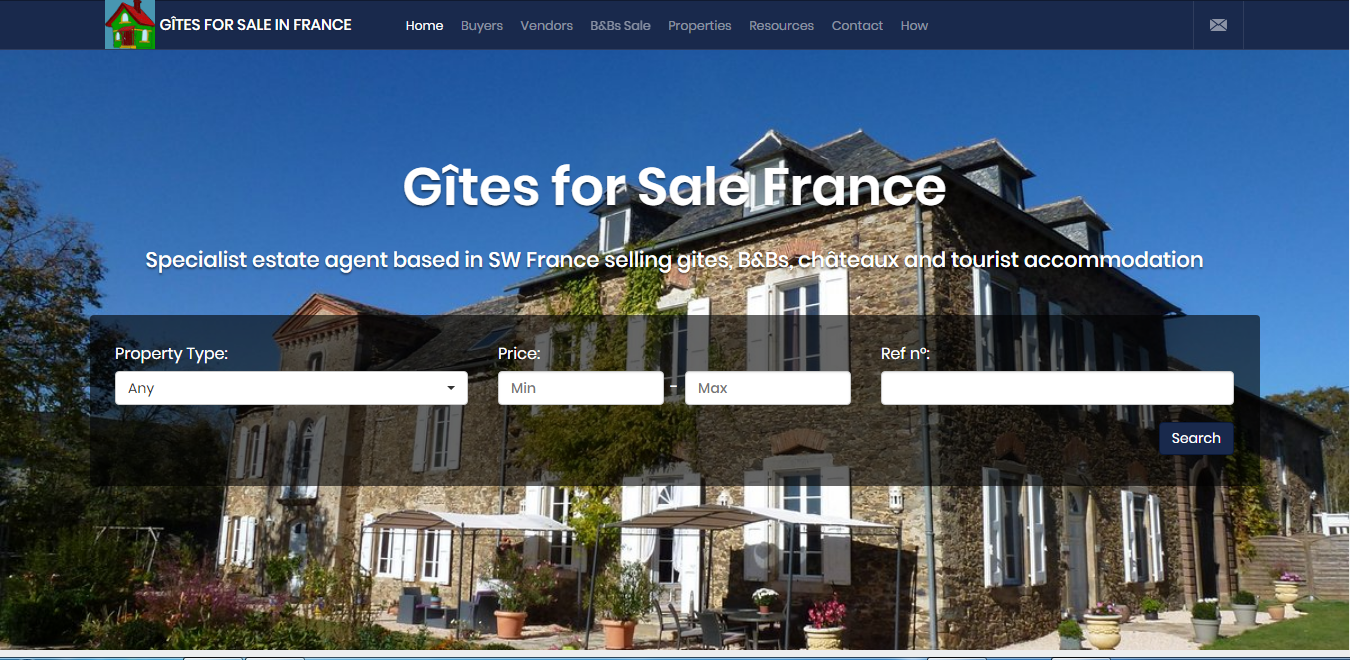 GÎTES FOR SALE IN FRANCE Home Buyers Vendors B&Bs Sale Properties Resources Contact How
Gîtes for Sale France
Specialist estate agent based in SW France selling gites, B&Bs, châteaux and tourist accommodation
Property Type: Price: Ref nº:
Any Min - Max
Search